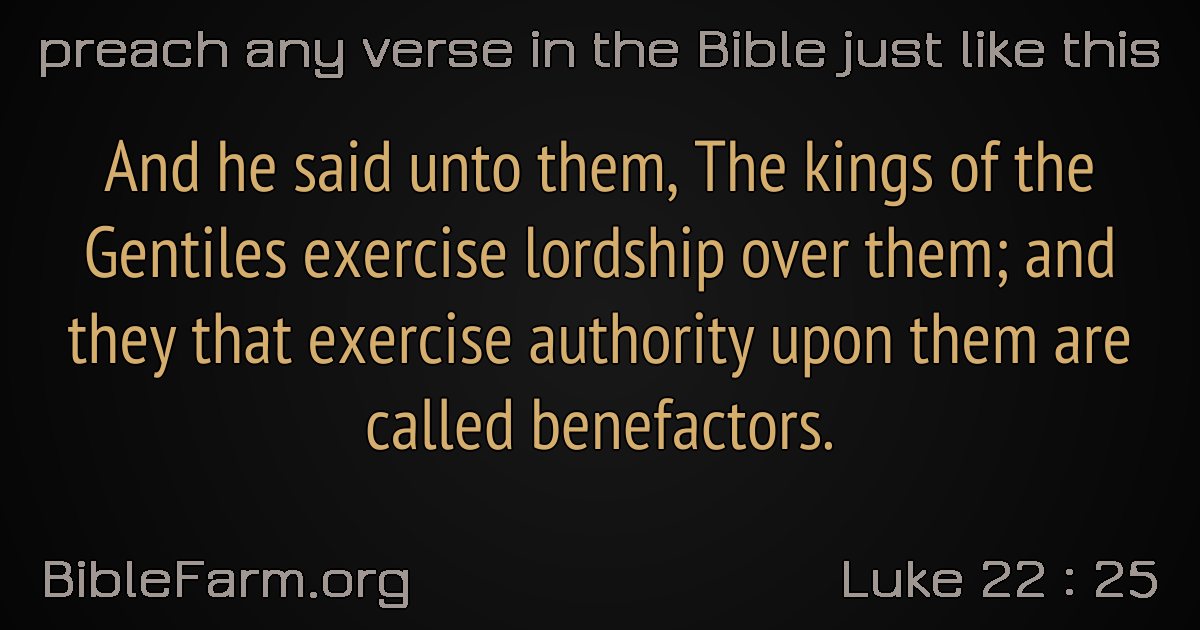 preach any verse in the Bible just like this
And he said unto them, The kings of the
Gentiles exercise lordship over them; and
they that exercise authority upon them are
called benefactors.
BibleFarm.org
Luke 22 : 25